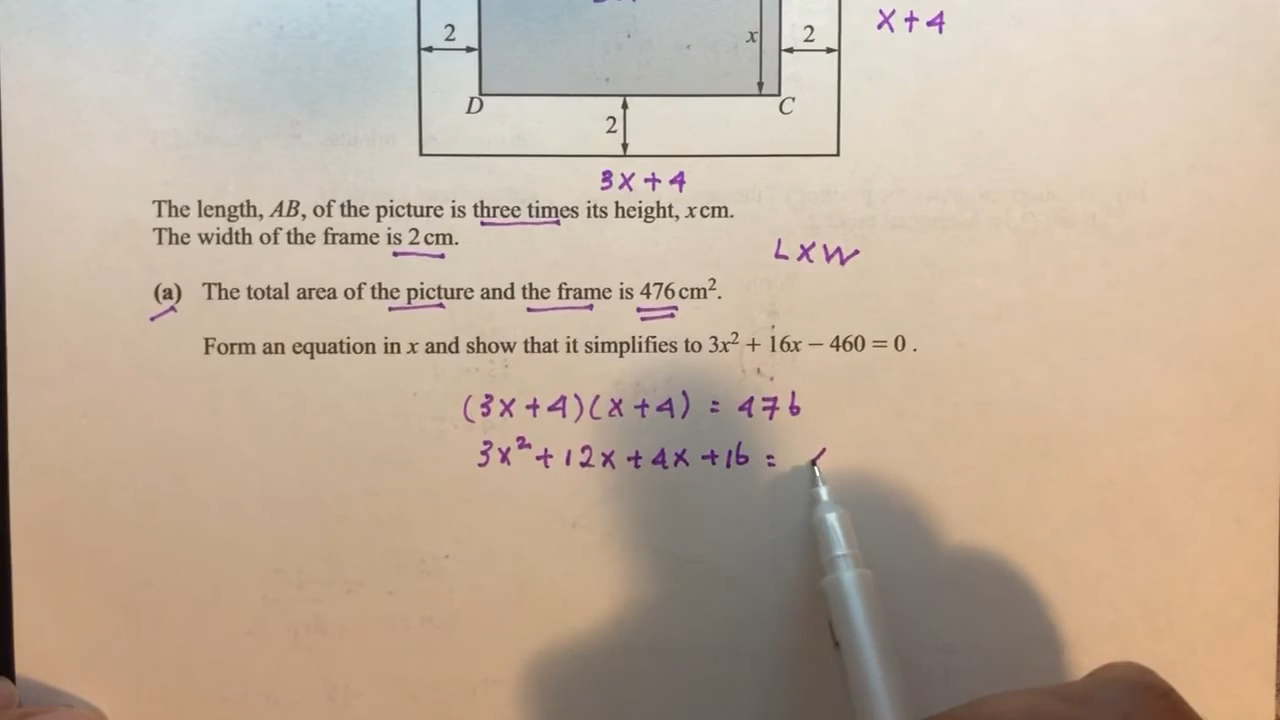 x + 4
2
x
2
D
C
2
3x + 4
The length, AB, of the picture is three times its height, x cm.
The width of the frame is 2 cm.
L x W
(a) The total area of the picture and the frame is 476 cm².
Form an equation in x and show that it simplifies to 3x² + 16x − 460 = 0 .
(3x + 4)(x + 4) = 476
3x² + 12x + 4x + 16 =